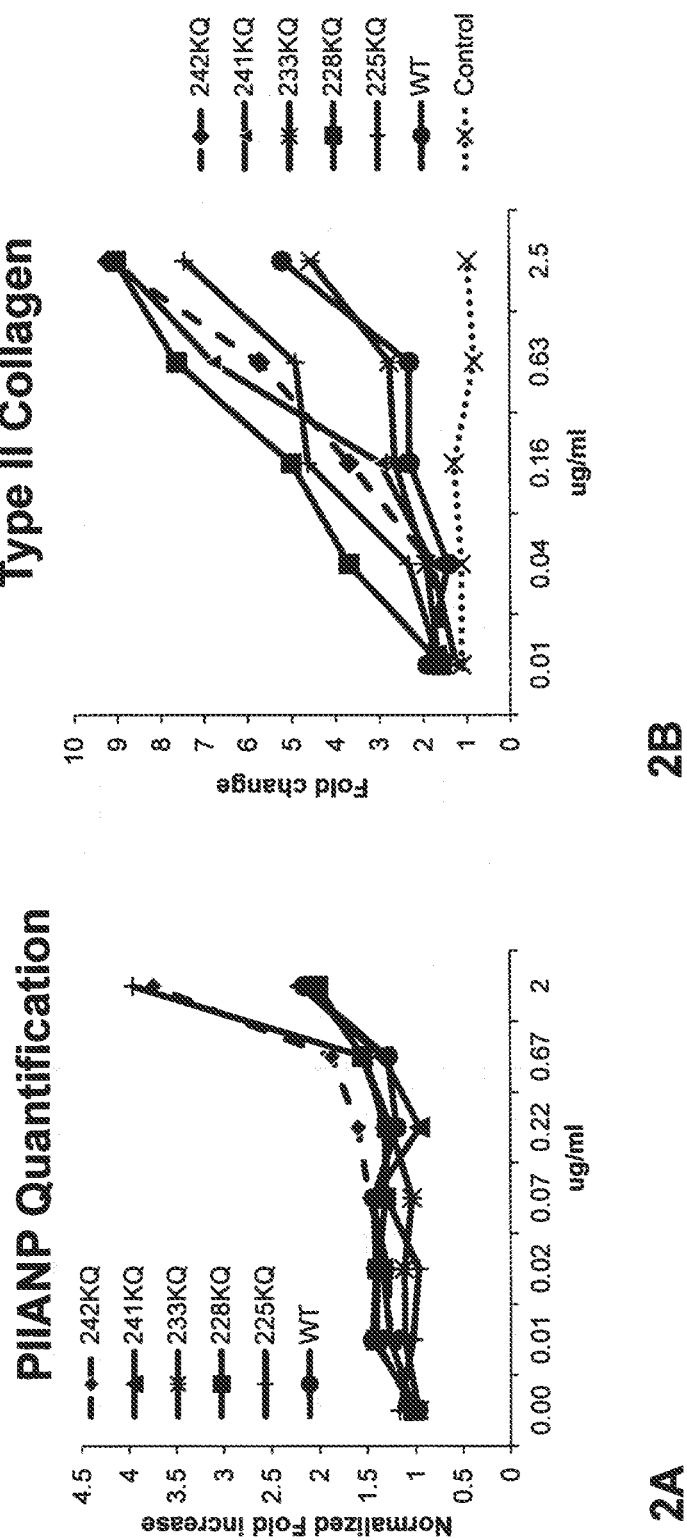 PIIANP Quantification
4.5
4
3.5
3
2.5
2
1.5
1
0.5
0
Normalized Fold increase
242KQ
241KQ
233KQ
228KQ
225KQ
WT
0.00 0.01 0.02 0.07 0.22 0.67 2
ug/ml
2A
Type II Collagen
10
9
8
7
6
5
4
3
2
1
0
Fold change
0.01 0.04 0.16 0.63 2.5
ug/ml
242KQ
241KQ
233KQ
228KQ
225KQ
WT
Control
2B